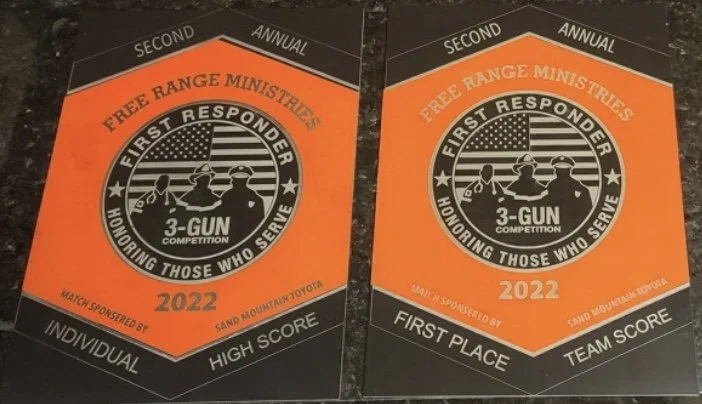 SECOND ANNUAL
FREE RANGE MINISTRIES
FIRST RESPONDER
3-GUN
COMPETITION
HONORING THOSE WHO SERVE
2022
MATCH SPONSERED BY SAND MOUNTAIN TOYOTA
INDIVIDUAL HIGH SCORE
SECOND ANNUAL
FREE RANGE MINISTRIES
FIRST RESPONDER
3-GUN
COMPETITION
HONORING THOSE WHO SERVE
2022
MATCH SPONSERED BY SAND MOUNTAIN TOYOTA
FIRST PLACE TEAM SCORE